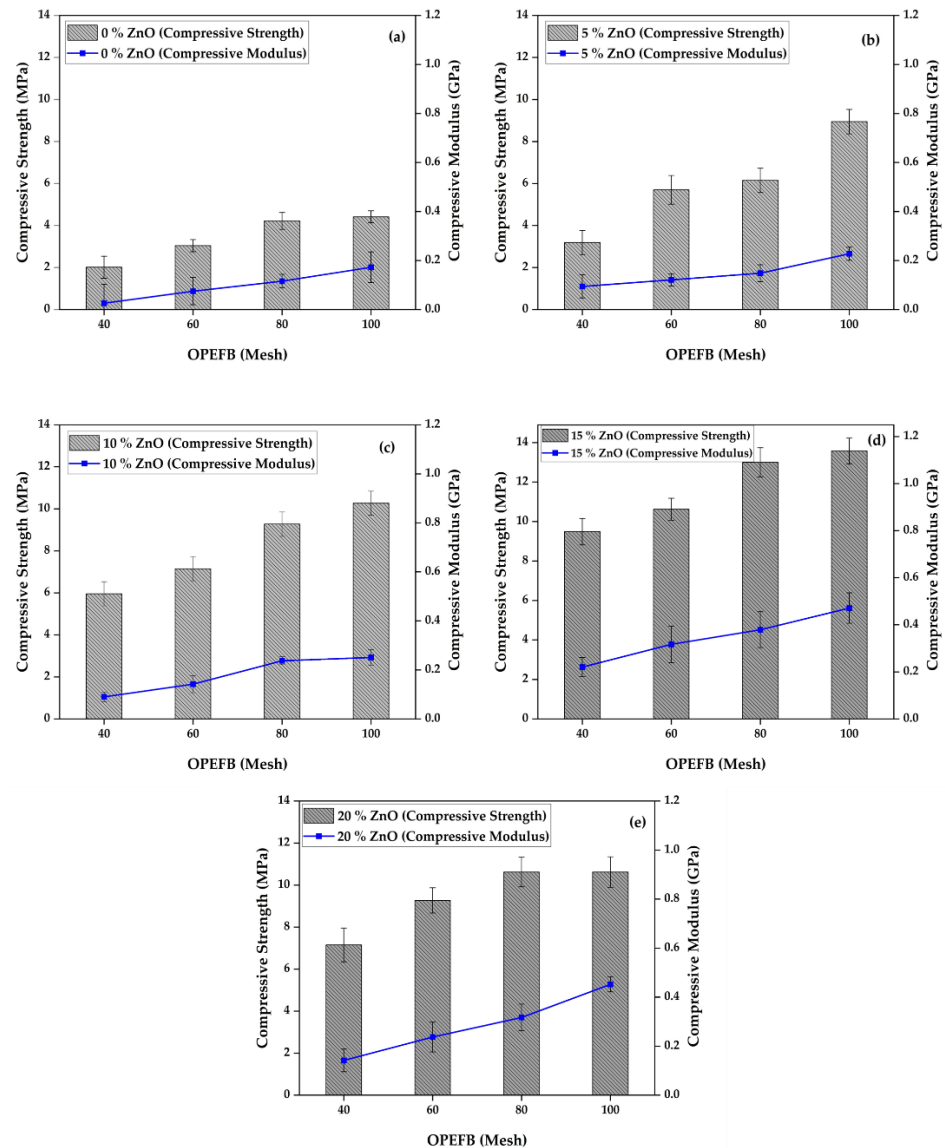 0 % ZnO (Compressive Strength)
0 % ZnO (Compressive Modulus)
(a)
Compressive Strength (MPa)
14
12
10
8
6
4
2
0
Compressive Modulus (GPa)
1.2
1.0
0.8
0.6
0.4
0.2
0.0
40 60 80 100
OPEFB (Mesh)
5 % ZnO (Compressive Strength)
5 % ZnO (Compressive Modulus)
(b)
Compressive Strength (MPa)
14
12
10
8
6
4
2
0
Compressive Modulus (GPa)
1.2
1.0
0.8
0.6
0.4
0.2
0.0
40 60 80 100
OPEFB (Mesh)
10 % ZnO (Compressive Strength)
10 % ZnO (Compressive Modulus)
(c)
Compressive Strength (MPa)
14
12
10
8
6
4
2
0
Compressive Modulus (GPa)
1.2
1.0
0.8
0.6
0.4
0.2
0.0
40 60 80 100
OPEFB (Mesh)
15 % ZnO (Compressive Strength)
15 % ZnO (Compressive Modulus)
(d)
Compressive Strength (MPa)
14
12
10
8
6
4
2
0
Compressive Modulus (GPa)
1.2
1.0
0.8
0.6
0.4
0.2
0.0
40 60 80 100
OPEFB (Mesh)
20 % ZnO (Compressive Strength)
20 % ZnO (Compressive Modulus)
(e)
Compressive Strength (MPa)
14
12
10
8
6
4
2
0
Compressive Modulus (GPa)
1.2
1.0
0.8
0.6
0.4
0.2
0.0
40 60 80 100
OPEFB (Mesh)